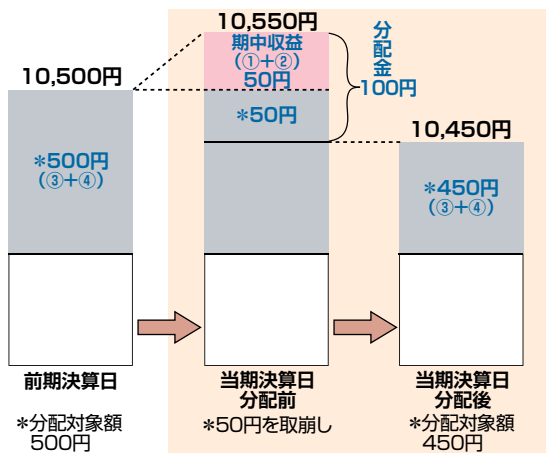 10,500円
＊500円
（③＋④）
前期決算日
＊分配対象額
500円
10,550円
期中収益
（①＋②）
50円
＊50円
分配金
100円
当期決算日
分配前
＊50円を取崩し
10,450円
＊450円
（③＋④）
当期決算日
分配後
＊分配対象額
450円